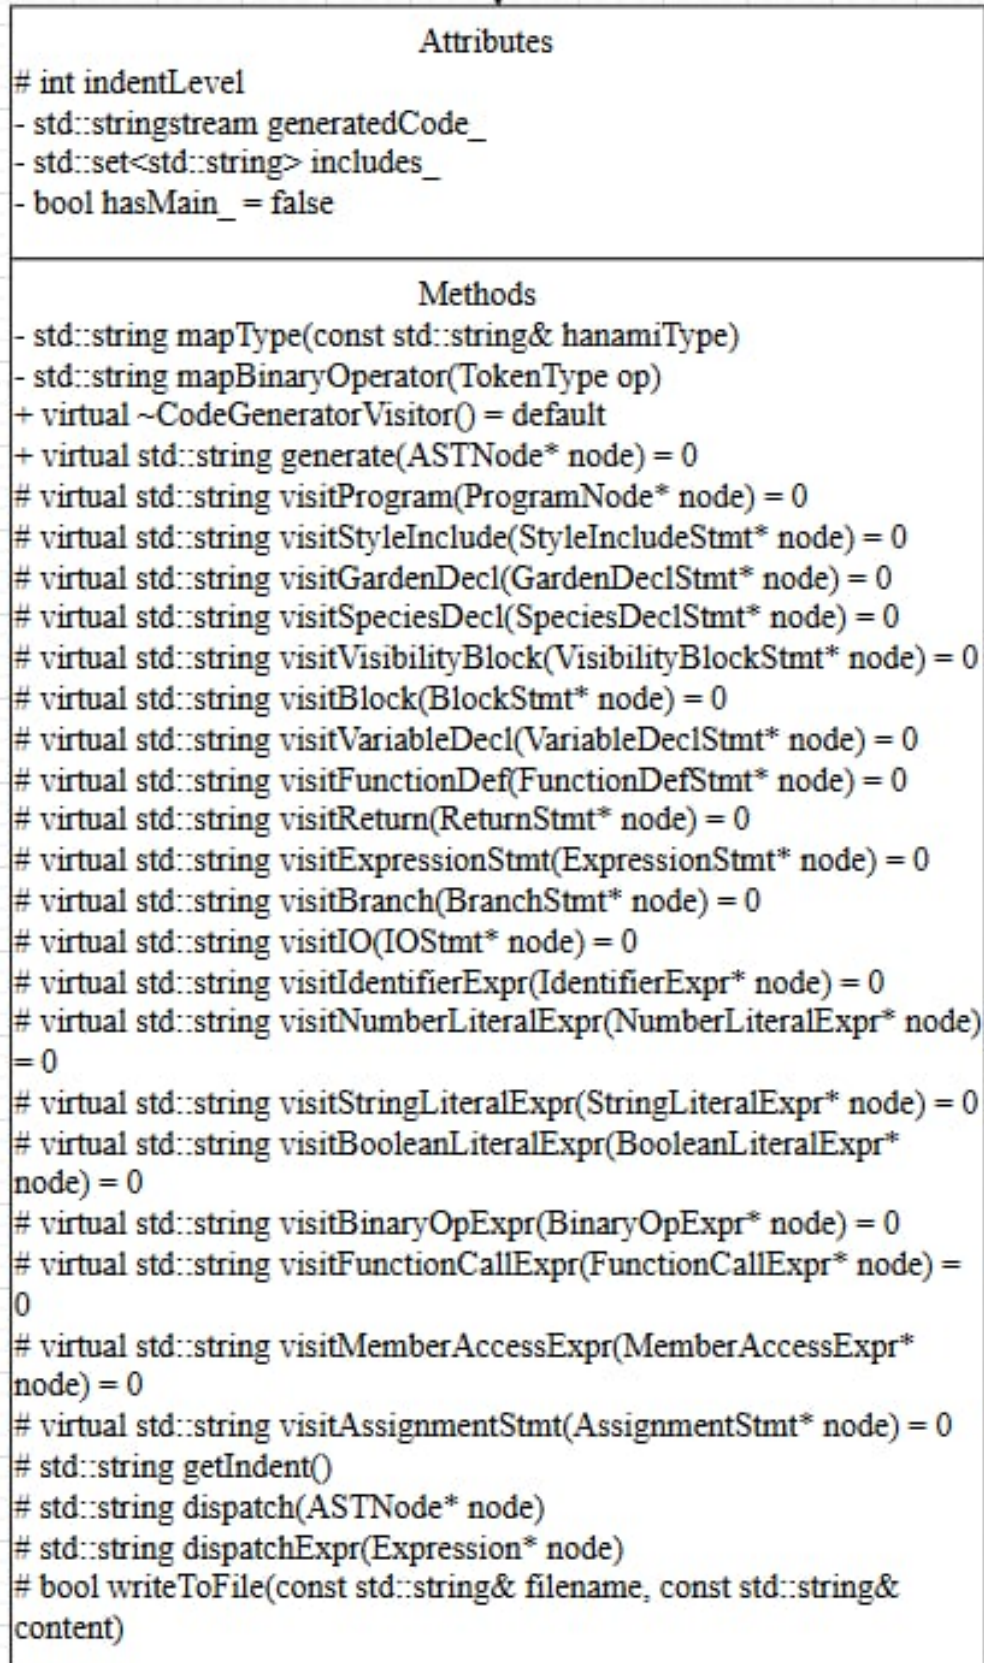 Attributes
# int indentLevel
- std::stringstream generatedCode_
- std::set<std::string> includes_
- bool hasMain_ = false
Methods
- std::string mapType(const std::string& hanamiType)
- std::string mapBinaryOperator(TokenType op)
+ virtual ~CodeGeneratorVisitor() = default
+ virtual std::string generate(ASTNode* node) = 0
# virtual std::string visitProgram(ProgramNode* node) = 0
# virtual std::string visitStyleInclude(StyleIncludeStmt* node) = 0
# virtual std::string visitGardenDecl(GardenDeclStmt* node) = 0
# virtual std::string visitSpeciesDecl(SpeciesDeclStmt* node) = 0
# virtual std::string visitVisibilityBlock(VisibilityBlockStmt* node) = 0
# virtual std::string visitBlock(BlockStmt* node) = 0
# virtual std::string visitVariableDecl(VariableDeclStmt* node) = 0
# virtual std::string visitFunctionDef(FunctionDefStmt* node) = 0
# virtual std::string visitReturn(ReturnStmt* node) = 0
# virtual std::string visitExpressionStmt(ExpressionStmt* node) = 0
# virtual std::string visitBranch(BranchStmt* node) = 0
# virtual std::string visitIO(IOStmt* node) = 0
# virtual std::string visitIdentifierExpr(IdentifierExpr* node) = 0
# virtual std::string visitNumberLiteralExpr(NumberLiteralExpr* node)
= 0
# virtual std::string visitStringLiteralExpr(StringLiteralExpr* node) = 0
# virtual std::string visitBooleanLiteralExpr(BooleanLiteralExpr*
node) = 0
# virtual std::string visitBinaryOpExpr(BinaryOpExpr* node) = 0
# virtual std::string visitFunctionCallExpr(FunctionCallExpr* node) =
0
# virtual std::string visitMemberAccessExpr(MemberAccessExpr*
node) = 0
# virtual std::string visitAssignmentStmt(AssignmentStmt* node) = 0
# std::string getIndent()
# std::string dispatch(ASTNode* node)
# std::string dispatchExpr(Expression* node)
# bool writeToFile(const std::string& filename, const std::string&
content)